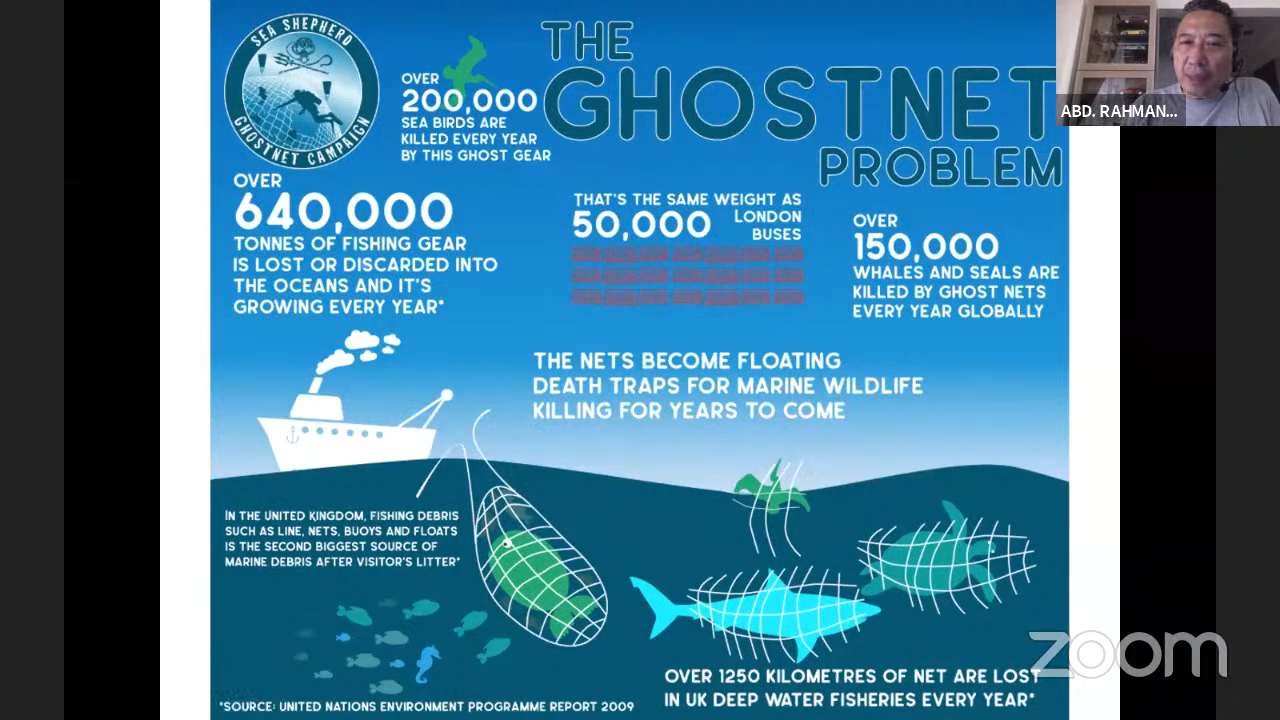 SEA SHEPHERD
GHOSTNET CAMPAIGN
OVER
200,000
SEA BIRDS ARE
KILLED EVERY YEAR
BY THIS GHOST GEAR
THE
GHOSTNET
PROBLEM
ABD. RAHMAN...
OVER
640,000
TONNES OF FISHING GEAR
IS LOST OR DISCARDED INTO
THE OCEANS AND IT'S
GROWING EVERY YEAR*
THAT'S THE SAME WEIGHT AS
50,000 LONDON
BUSES
OVER
150,000
WHALES AND SEALS ARE
KILLED BY GHOST NETS
EVERY YEAR GLOBALLY
THE NETS BECOME FLOATING
DEATH TRAPS FOR MARINE WILDLIFE
KILLING FOR YEARS TO COME
IN THE UNITED KINGDOM, FISHING DEBRIS
SUCH AS LINE, NETS, BUOYS AND FLOATS
IS THE SECOND BIGGEST SOURCE OF
MARINE DEBRIS AFTER VISITOR'S LITTER*
OVER 1250 KILOMETRES OF NET ARE LOST
IN UK DEEP WATER FISHERIES EVERY YEAR*
*SOURCE: UNITED NATIONS ENVIRONMENT PROGRAMME REPORT 2009
zoom